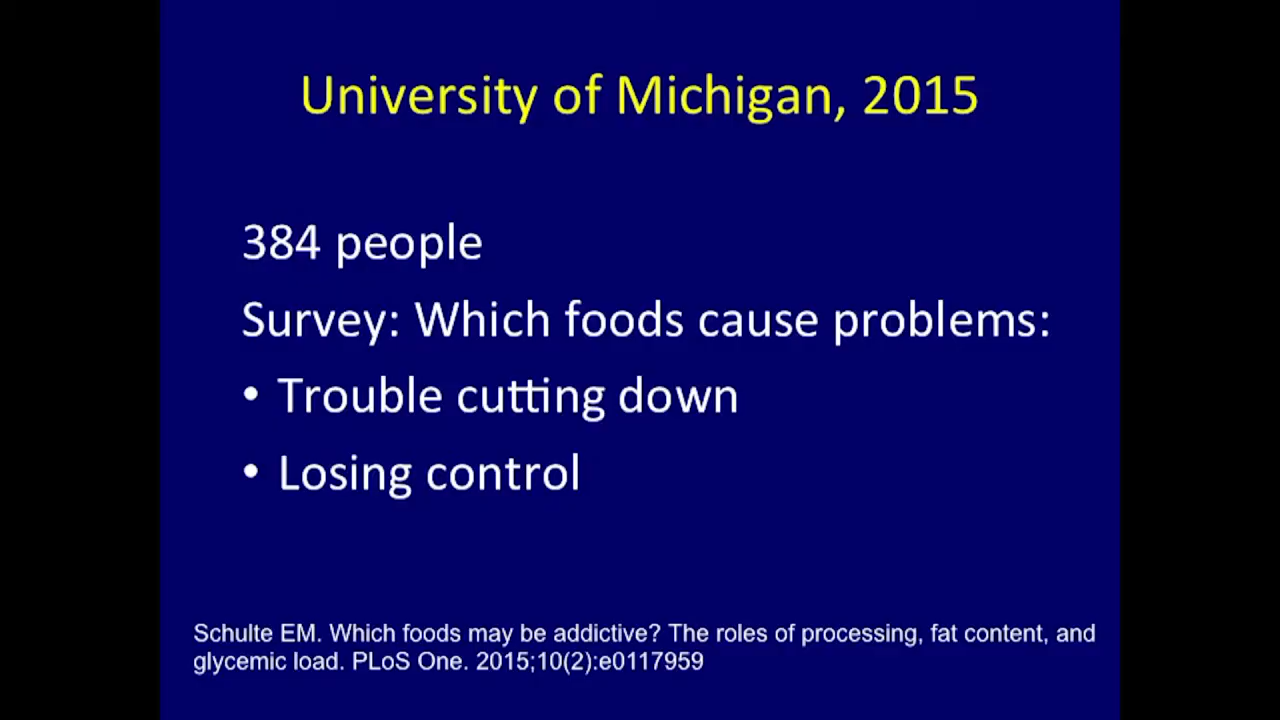 University of Michigan, 2015
384 people
Survey: Which foods cause problems:
• Trouble cutting down
• Losing control
Schulte EM. Which foods may be addictive? The roles of processing, fat content, and
glycemic load. PLoS One. 2015;10(2):e0117959